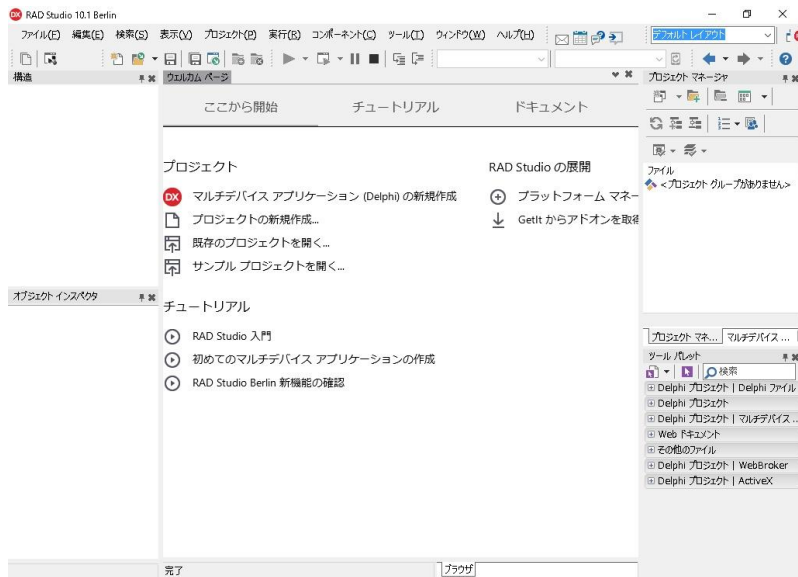 RAD Studio 10.1 Berlin
ファイル(F) 編集(E) 検索(S) 表示(V) プロジェクト(P) 実行(R) コンポーネント(C) ツール(T) ウィンドウ(W) ヘルプ(H) デフォルト レイアウト
構造 ウェルカム ページ プロジェクト マネージャ
ここから開始 チュートリアル ドキュメント
プロジェクト
マルチデバイス アプリケーション (Delphi) の新規作成
プロジェクトの新規作成...
既存のプロジェクトを開く...
サンプル プロジェクトを開く...
RAD Studio の展開
プラットフォーム マネー
GetIt からアドオンを取得
チュートリアル
RAD Studio 入門
初めてのマルチデバイス アプリケーションの作成
RAD Studio Berlin 新機能の確認
ファイル
<プロジェクト グループがありません>
オブジェクト インスペクタ
プロジェクト マネ... マルチデバイス ...
ツール パレット
検索
Delphi プロジェクト | Delphi ファイル
Delphi プロジェクト
Delphi プロジェクト | マルチデバイス ...
Web ドキュメント
その他のファイル
Delphi プロジェクト | WebBroker
Delphi プロジェクト | ActiveX
完了 ブラウザ